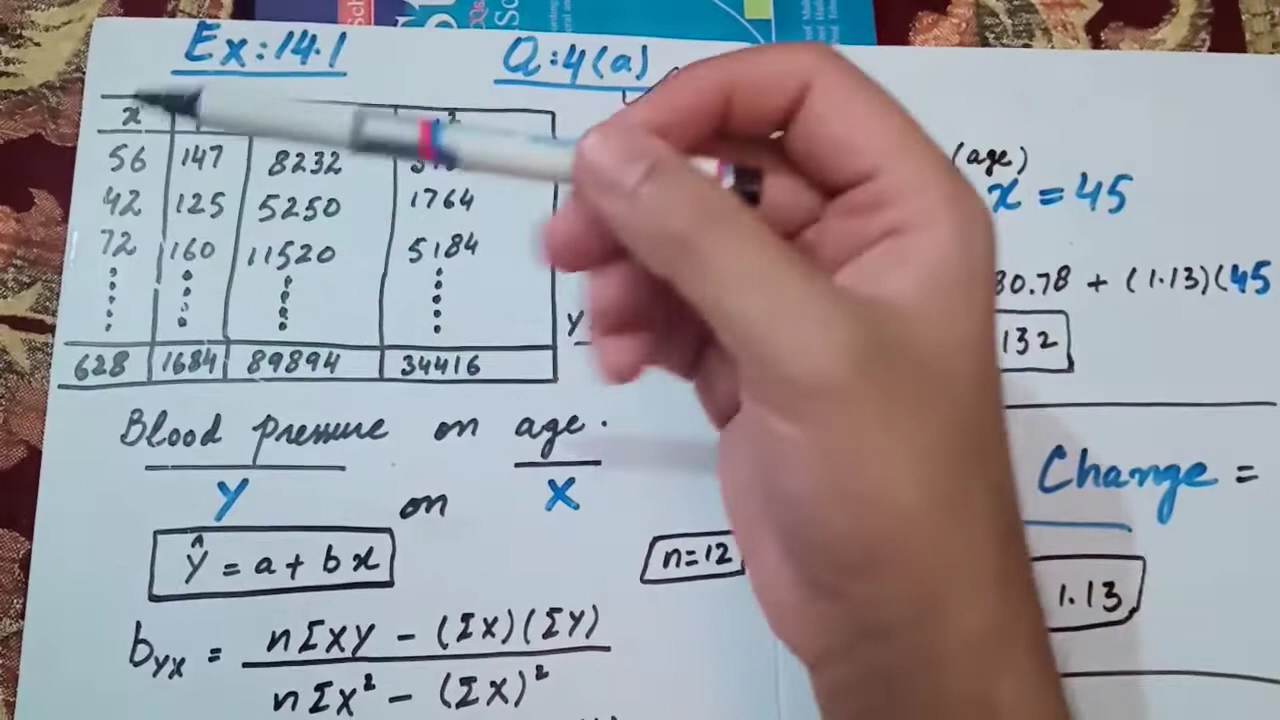 Ex:14.1
Q:4(a)
x
56 147 8232
42 125 5250 1764
72 160 11520 5184
628 1684 89894 34416
Blood pressure on age.
Y on X
Ŷ = a + bx
n=12
bYX = nΣXY - (ΣX)(ΣY)
nΣX² - (ΣX)²
(age)
x = 45
30.78 + (1.13)(45
132
Change =
1.13